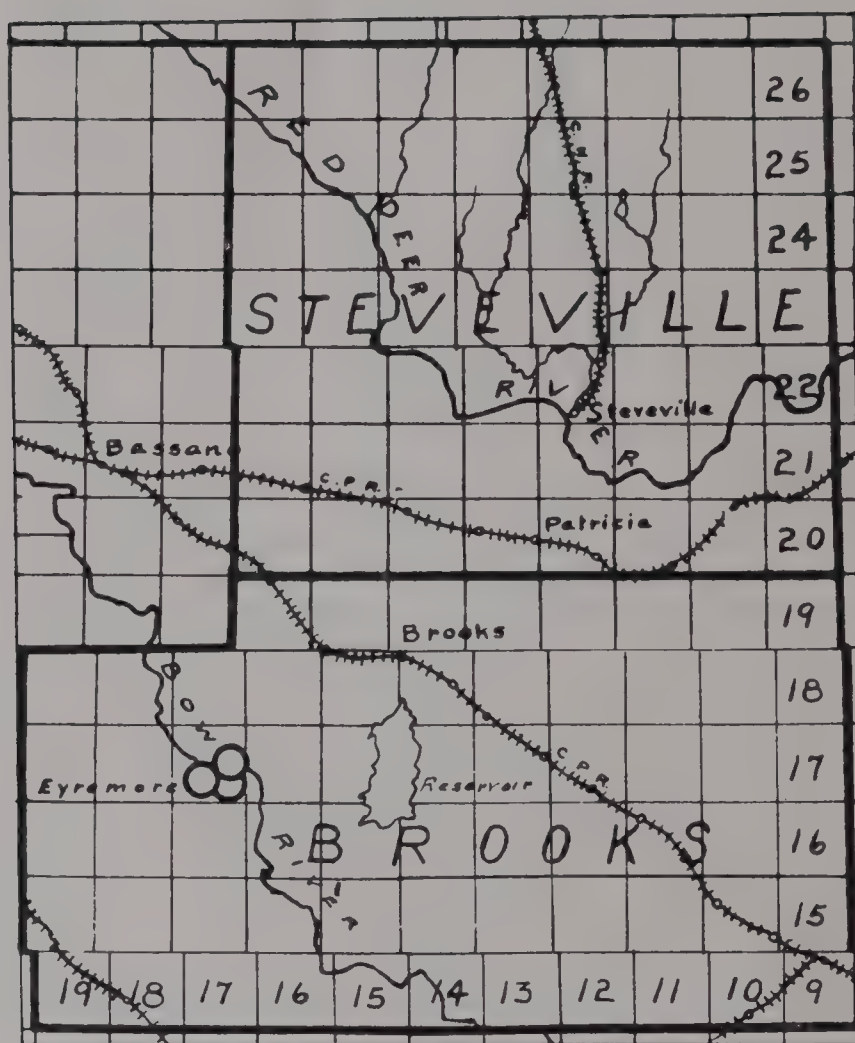 26
RED DEER RIVER
C.N.R.
25
24
STEVEVILLE
22
Steveville
Bassano
21
C.P.R.
Patricia
20
19
Brooks
18
BOW RIVER
17
Eyremore
Reservoir
C.P.R.
BROOKS
16
15
19 18 17 16 15 14 13 12 11 10 9